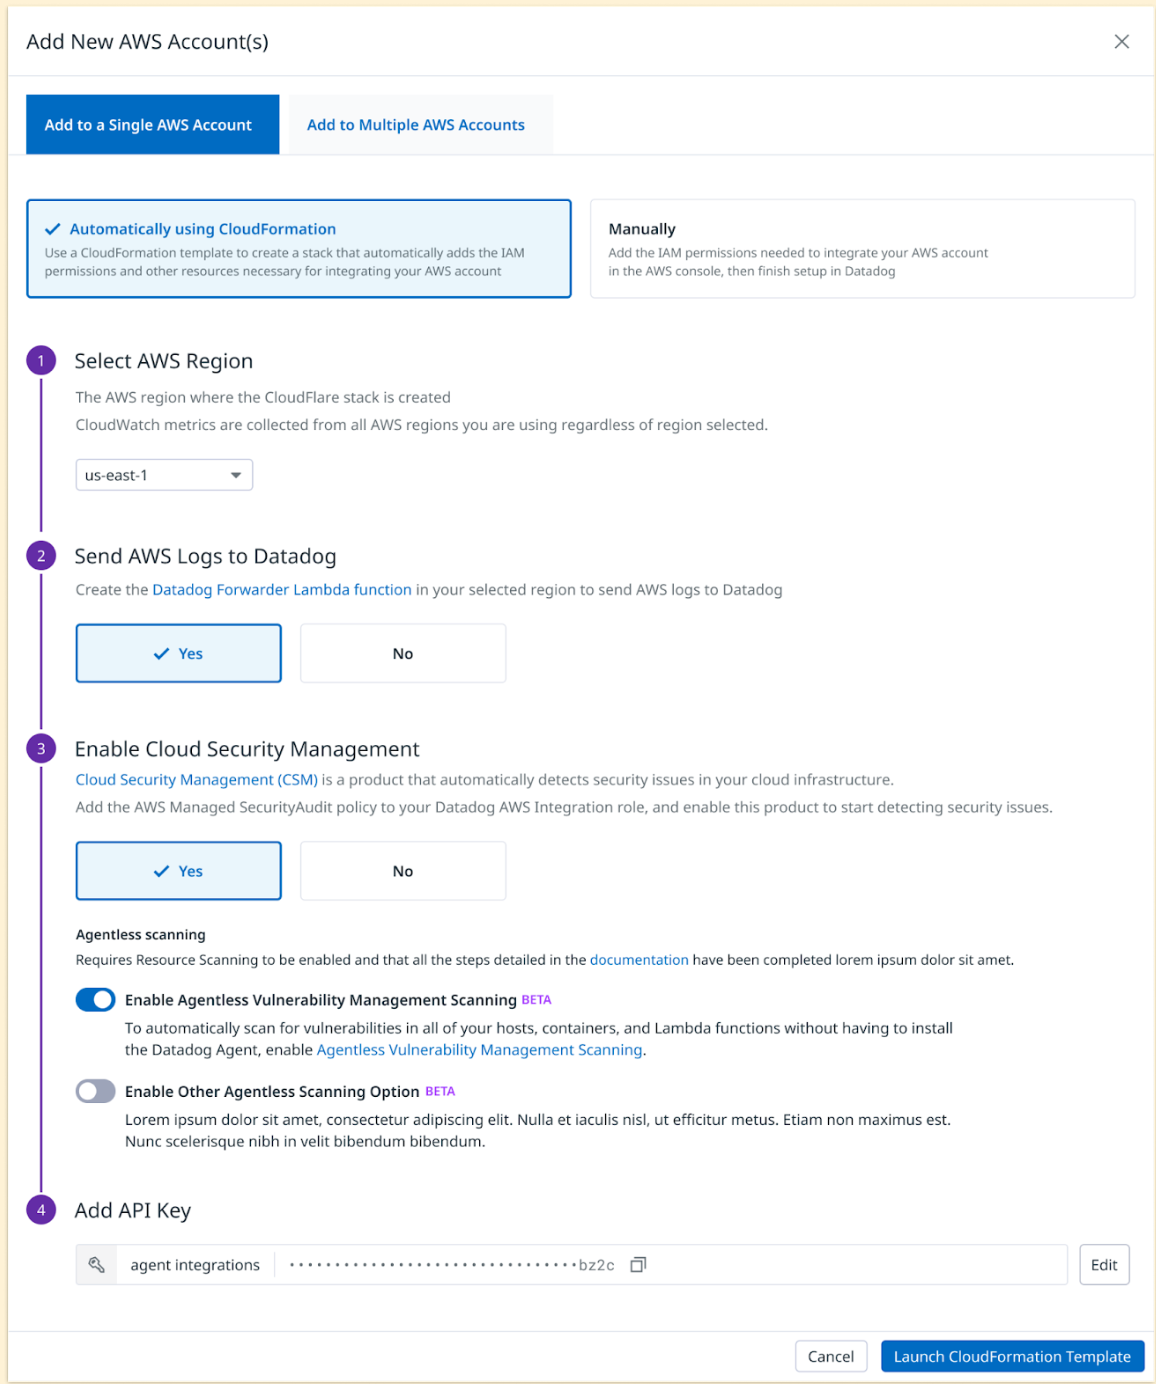 Add New AWS Account(s)
Add to a Single AWS Account
Add to Multiple AWS Accounts
Automatically using CloudFormation
Use a CloudFormation template to create a stack that automatically adds the IAM
permissions and other resources necessary for integrating your AWS account
Manually
Add the IAM permissions needed to integrate your AWS account
in the AWS console, then finish setup in Datadog
1
Select AWS Region
The AWS region where the CloudFlare stack is created
CloudWatch metrics are collected from all AWS regions you are using regardless of region selected.
us-east-1
2
Send AWS Logs to Datadog
Create the Datadog Forwarder Lambda function in your selected region to send AWS logs to Datadog
Yes
No
3
Enable Cloud Security Management
Cloud Security Management (CSM) is a product that automatically detects security issues in your cloud infrastructure.
Add the AWS Managed SecurityAudit policy to your Datadog AWS Integration role, and enable this product to start detecting security issues.
Yes
No
Agentless scanning
Requires Resource Scanning to be enabled and that all the steps detailed in the documentation have been completed lorem ipsum dolor sit amet.
Enable Agentless Vulnerability Management Scanning BETA
To automatically scan for vulnerabilities in all of your hosts, containers, and Lambda functions without having to install
the Datadog Agent, enable Agentless Vulnerability Management Scanning.
Enable Other Agentless Scanning Option BETA
Lorem ipsum dolor sit amet, consectetur adipiscing elit. Nulla et iaculis nisl, ut efficitur metus. Etiam non maximus est.
Nunc scelerisque nibh in velit bibendum bibendum.
4
Add API Key
agent integrations
································bz2c
Edit
Cancel
Launch CloudFormation Template